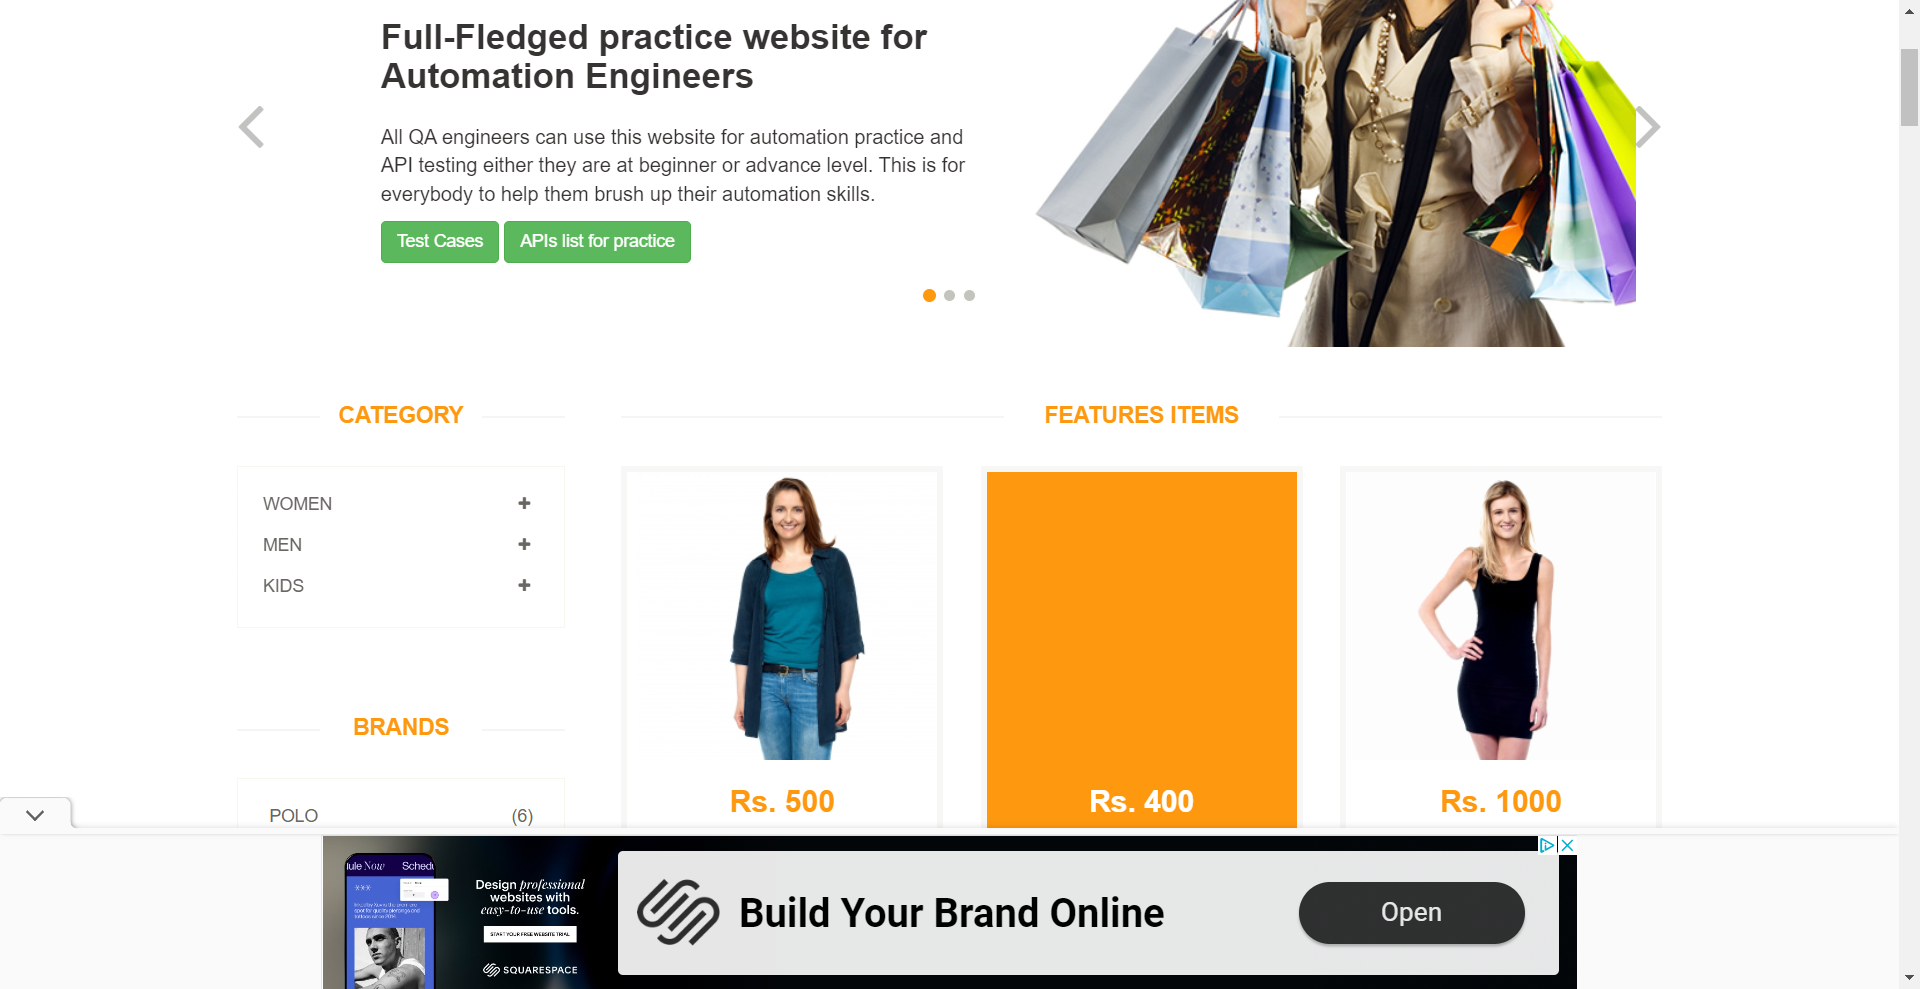 Full-Fledged practice website for
Automation Engineers
All QA engineers can use this website for automation practice and
API testing either they are at beginner or advance level. This is for
everybody to help them brush up their automation skills.
Test Cases
APIs list for practice
CATEGORY
FEATURES ITEMS
WOMEN
MEN
KIDS
BRANDS
POLO (6)
Rs. 500
Rs. 400
Rs. 1000
Now
Design professional
websites with
easy-to-use tools.
START YOUR FREE WEBSITE TRIAL
SQUARESPACE
Build Your Brand Online
Open